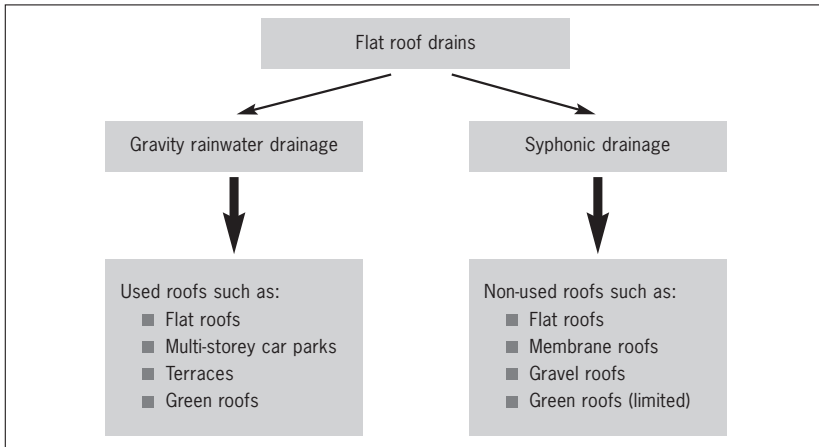 Flat roof drains
Gravity rainwater drainage
Syphonic drainage
Used roofs such as:
■ Flat roofs
■ Multi-storey car parks
■ Terraces
■ Green roofs
Non-used roofs such as:
■ Flat roofs
■ Membrane roofs
■ Gravel roofs
■ Green roofs (limited)